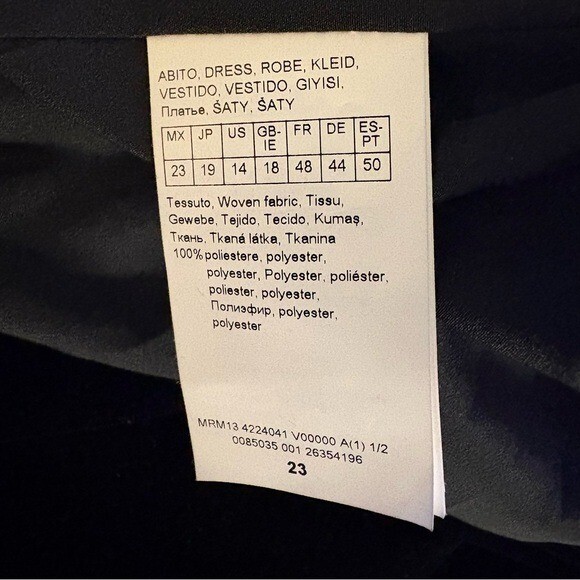 ABITO, DRESS, ROBE, KLEID,
VESTIDO, VESTIDO, GIYISI,
Платье, ŚATY, ŠATY
MX JP US GB-IE FR DE ES-PT
23 19 14 18 48 44 50
Tessuto, Woven fabric, Tissu,
Gewebe, Tejido, Tecido, Kumaş,
Ткань, Tkaná látka, Tkanina
100% poliestere, polyester,
polyester, Polyester, poliéster,
poliester, polyester,
Полиэфир, polyester,
polyester
MRM13 4224041 V00000 A(1) 1/2
0085035 001 26354196
23